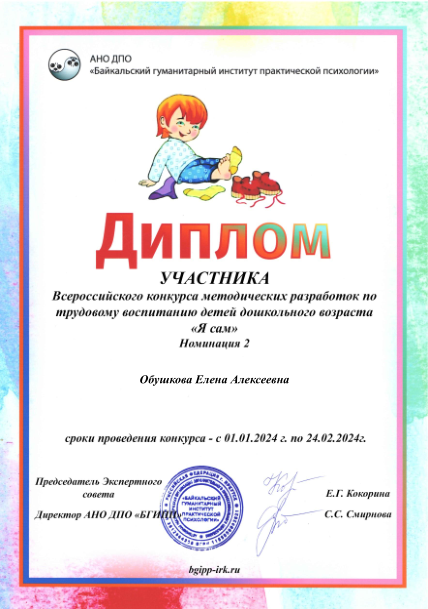 АНО ДПО
«Байкальский гуманитарный институт практической психологии»
Диплом
УЧАСТНИКА
Всероссийского конкурса методических разработок по
трудовому воспитанию детей дошкольного возраста
«Я сам»
Номинация 2
Обушкова Елена Алексеевна
сроки проведения конкурса - с 01.01.2024 г. по 24.02.2024г.
Председатель Экспертного
совета
Е.Г. Кокорина
Директор АНО ДПО «БГИПП»
С.С. Смирнова
«БАЙКАЛЬСКИЙ
ГУМАНИТАРНЫЙ
ИНСТИТУТ
ПРАКТИЧЕСКОЙ
ПСИХОЛОГИИ»
bgipp-irk.ru